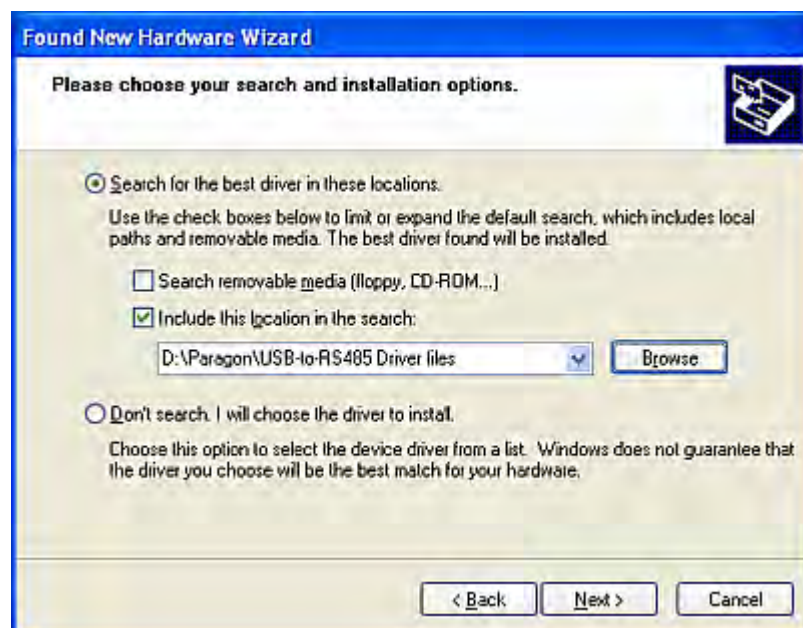 Found New Hardware Wizard
Please choose your search and installation options.
Search for the best driver in these locations.
Use the check boxes below to limit or expand the default search, which includes local
paths and removable media. The best driver found will be installed.
Search removable media (floppy, CD-ROM...)
Include this location in the search:
D:\Paragon\USB-to-RS485 Driver files
Browse
Don't search. I will choose the driver to install.
Choose this option to select the device driver from a list. Windows does not guarantee that
the driver you choose will be the best match for your hardware.
< Back
Next >
Cancel